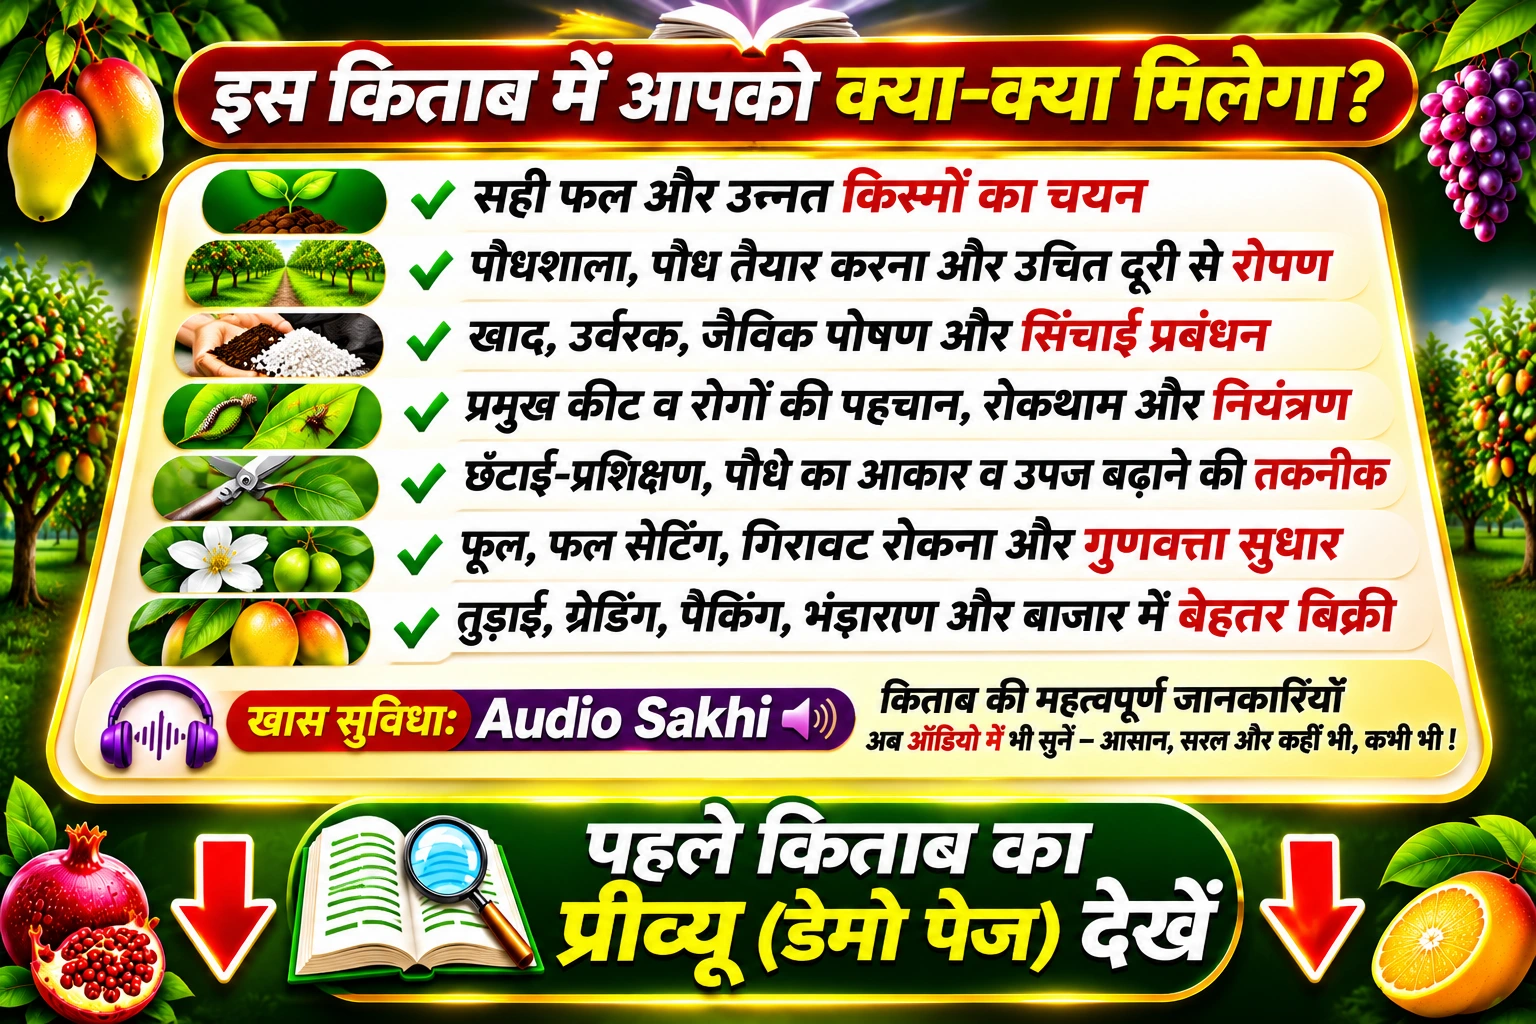 इस किताब में आपको क्या-क्या मिलेगा?
सही फल और उन्नत किस्मों का चयन
पौधशाला, पौध तैयार करना और उचित दूरी से रोपण
खाद, उर्वरक, जैविक पोषण और सिंचाई प्रबंधन
प्रमुख कीट व रोगों की पहचान, रोकथाम और नियंत्रण
छँटाई-प्रशिक्षण, पौधे का आकार व उपज बढ़ाने की तकनीक
फूल, फल सेटिंग, गिरावट रोकना और गुणवत्ता सुधार
तुड़ाई, ग्रेडिंग, पैकिंग, भंडारण और बाजार में बेहतर बिक्री
खास सुविधा: Audio Sakhi
किताब की महत्वपूर्ण जानकारियाँ
अब ऑडियो में भी सुनें – आसान, सरल और कहीं भी, कभी भी !
पहले किताब का
प्रीव्यू (डेमो पेज) देखें